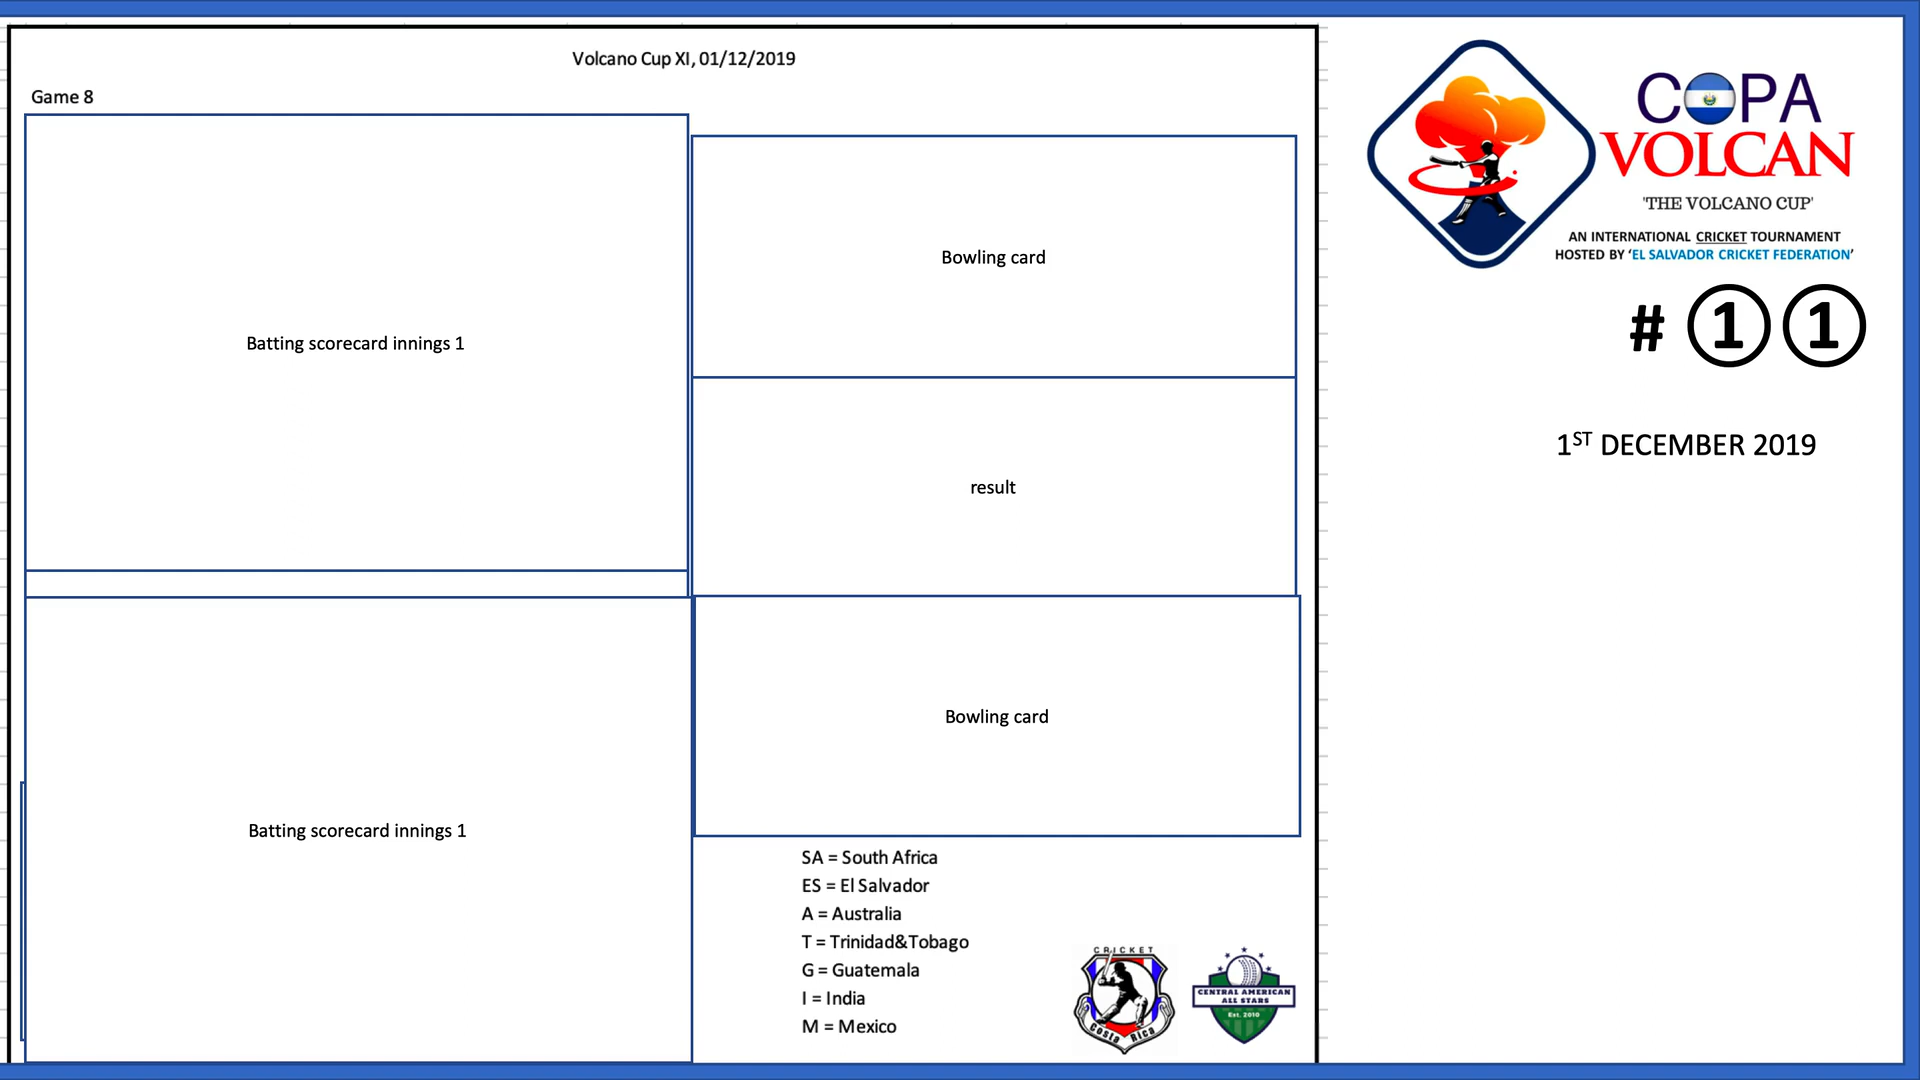 Volcano Cup XI, 01/12/2019
Game 8
Batting scorecard innings 1
Bowling card
result
Batting scorecard innings 1
Bowling card
SA = South Africa
ES = El Salvador
A = Australia
T = Trinidad&Tobago
G = Guatemala
I = India
M = Mexico
CRICKET
Costa Rica
CENTRAL AMERICAN
ALL STARS
Est. 2010
COPA
VOLCAN
'THE VOLCANO CUP'
AN INTERNATIONAL CRICKET TOURNAMENT
HOSTED BY ‘EL SALVADOR CRICKET FEDERATION’
# ① ①
1ST DECEMBER 2019